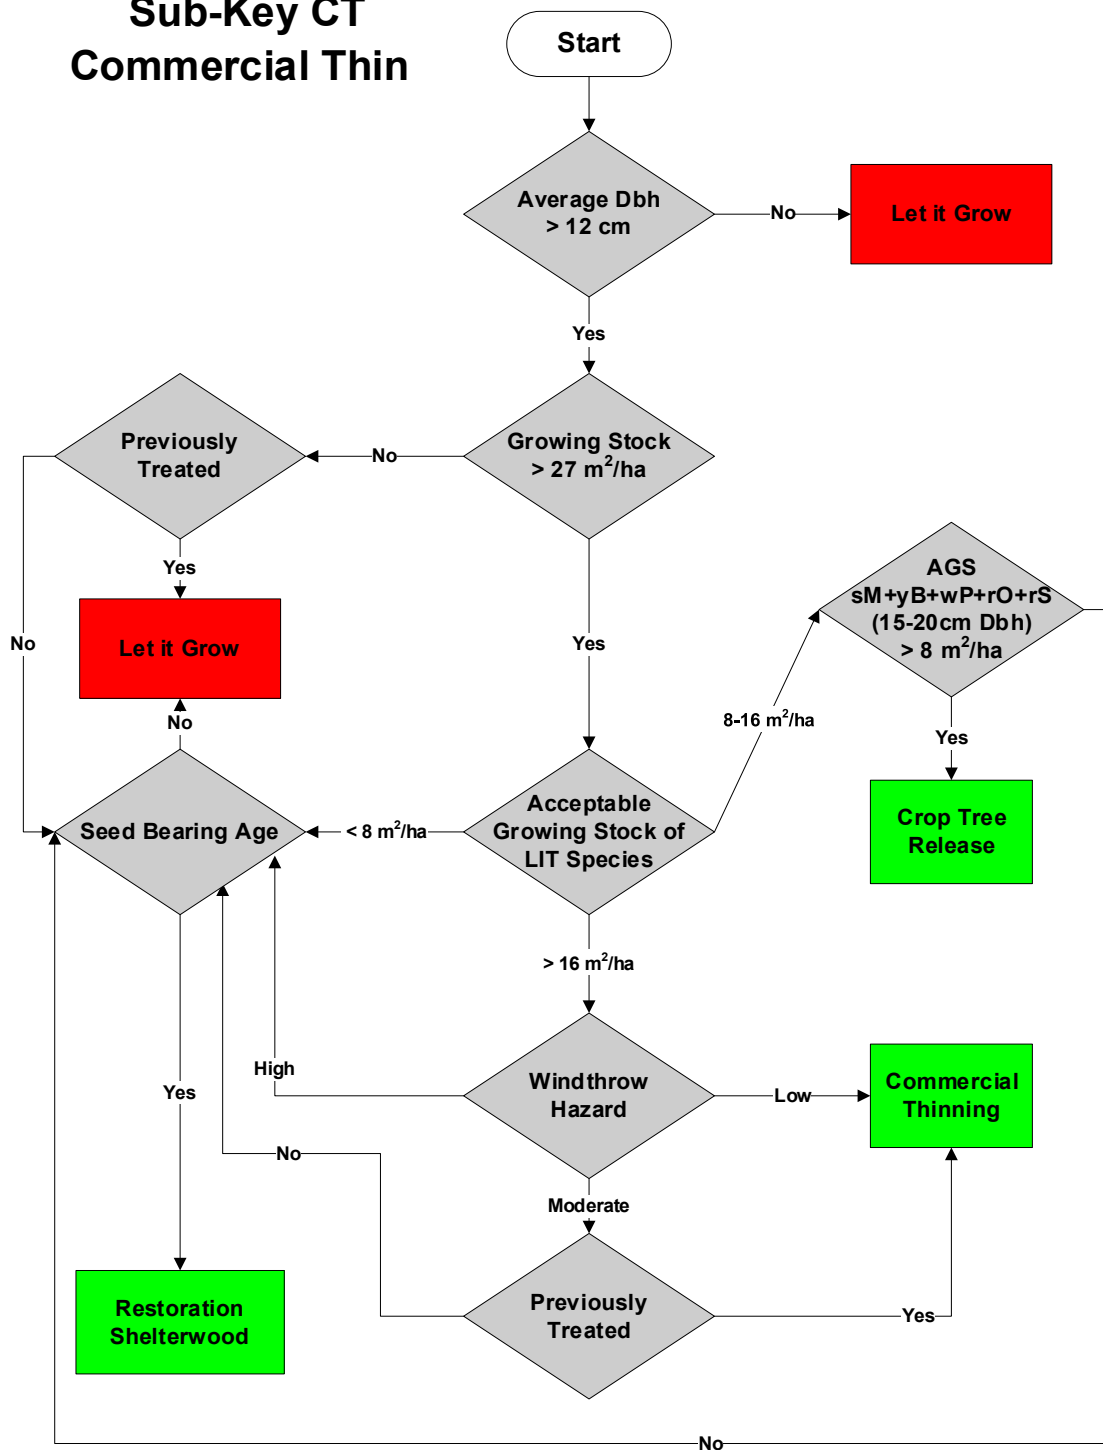 Sub-Key CT
Commercial Thin
Start
Average Dbh
> 12 cm
No
Let it Grow
Yes
Previously
Treated
No
Growing Stock
> 27 m²/ha
Yes
No
Let it Grow
No
Yes
AGS
sM+yB+wP+rO+rS
(15-20cm Dbh)
> 8 m²/ha
8-16 m²/ha
Yes
Seed Bearing Age
< 8 m²/ha
Acceptable
Growing Stock of
LIT Species
Crop Tree
Release
> 16 m²/ha
High
Windthrow
Hazard
Low
Commercial
Thinning
Yes
No
Moderate
Restoration
Shelterwood
Previously
Treated
Yes
No